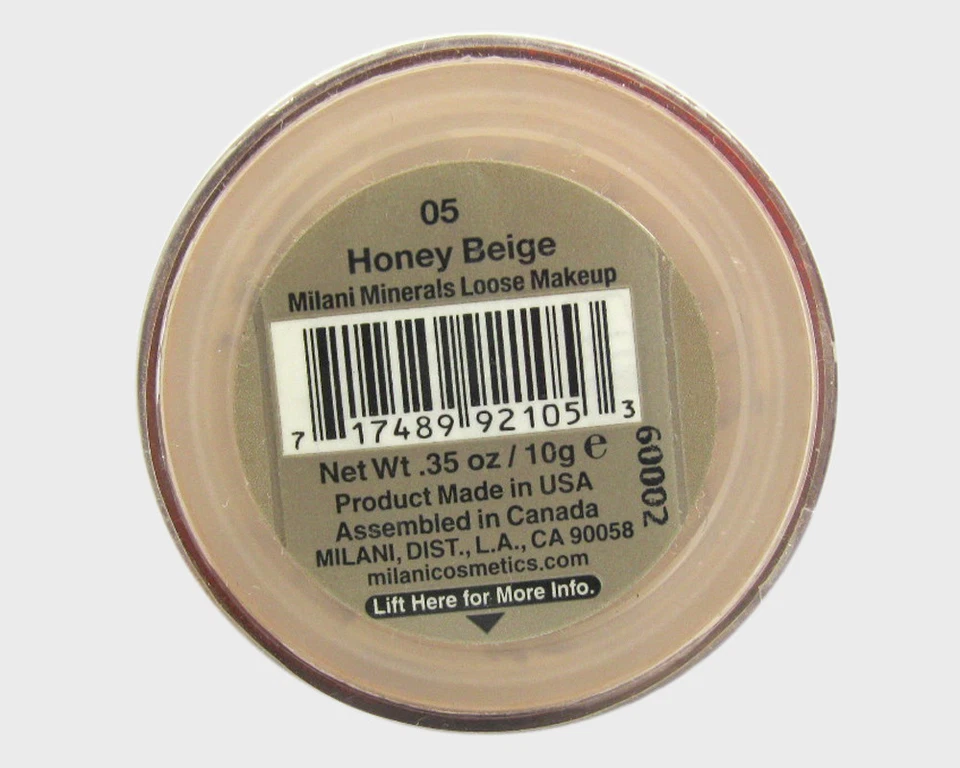 05
Honey Beige
Milani Minerals Loose Makeup
7 17489 92105 3
Net Wt .35 oz / 10g e
Product Made in USA
Assembled in Canada
MILANI, DIST., L.A., CA 90058
milanicosmetics.com
Lift Here for More Info.
60002